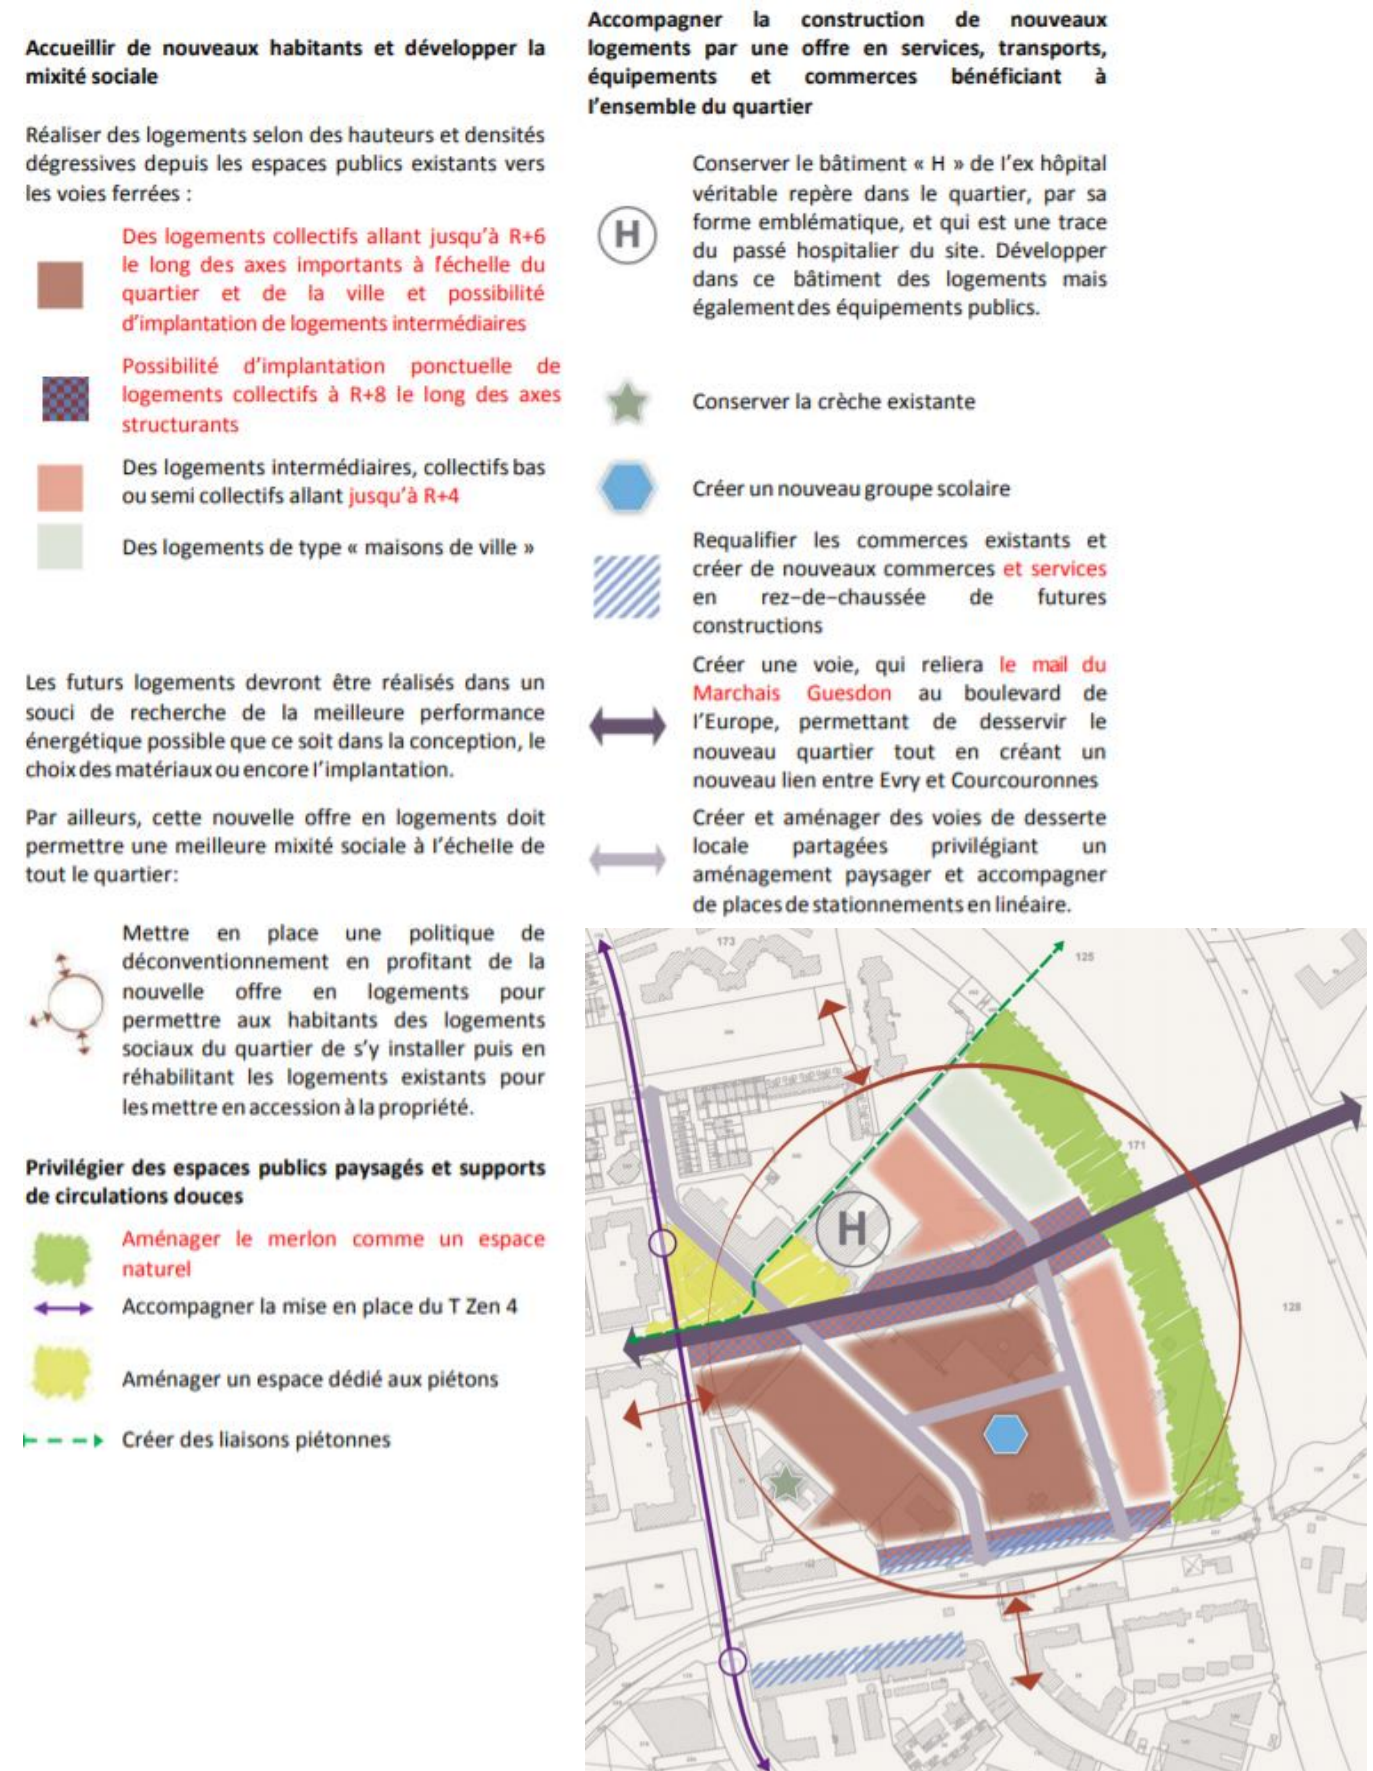 Accueillir de nouveaux habitants et développer la
mixité sociale
Réaliser des logements selon des hauteurs et densités
dégressives depuis les espaces publics existants vers
les voies ferrées :
Des logements collectifs allant jusqu'à R+6
le long des axes importants à l'échelle du
quartier et de la ville et possibilité
d'implantation de logements intermédiaires
Possibilité d'implantation ponctuelle de
logements collectifs à R+8 le long des axes
structurants
Des logements intermédiaires, collectifs bas
ou semi collectifs allant jusqu'à R+4
Des logements de type « maisons de ville »
Les futurs logements devront être réalisés dans un
souci de recherche de la meilleure performance
énergétique possible que ce soit dans la conception, le
choix des matériaux ou encore l'implantation.
Par ailleurs, cette nouvelle offre en logements doit
permettre une meilleure mixité sociale à l'échelle de
tout le quartier:
Mettre en place une politique de
déconventionnement en profitant de la
nouvelle offre en logements pour
permettre aux habitants des logements
sociaux du quartier de s'y installer puis en
réhabilitant les logements existants pour
les mettre en accession à la propriété.
Privilégier des espaces publics paysagés et supports
de circulations douces
Aménager le merlon comme un espace
naturel
Accompagner la mise en place du T Zen 4
Aménager un espace dédié aux piétons
Créer des liaisons piétonnes
Accompagner la construction de nouveaux
logements par une offre en services, transports,
équipements et commerces bénéficiant à
l'ensemble du quartier
H
Conserver le bâtiment « H » de l'ex hôpital
véritable repère dans le quartier, par sa
forme emblématique, et qui est une trace
du passé hospitalier du site. Développer
dans ce bâtiment des logements mais
également des équipements publics.
Conserver la crèche existante
Créer un nouveau groupe scolaire
Requalifier les commerces existants et
créer de nouveaux commerces et services
en rez-de-chaussée de futures
constructions
Créer une voie, qui reliera le mail du
Marchais Guesdon au boulevard de
l'Europe, permettant de desservir le
nouveau quartier tout en créant un
nouveau lien entre Evry et Courcouronnes
Créer et aménager des voies de desserte
locale partagées privilégiant un
aménagement paysager et accompagner
de places de stationnements en linéaire.
173
125
171
H
128